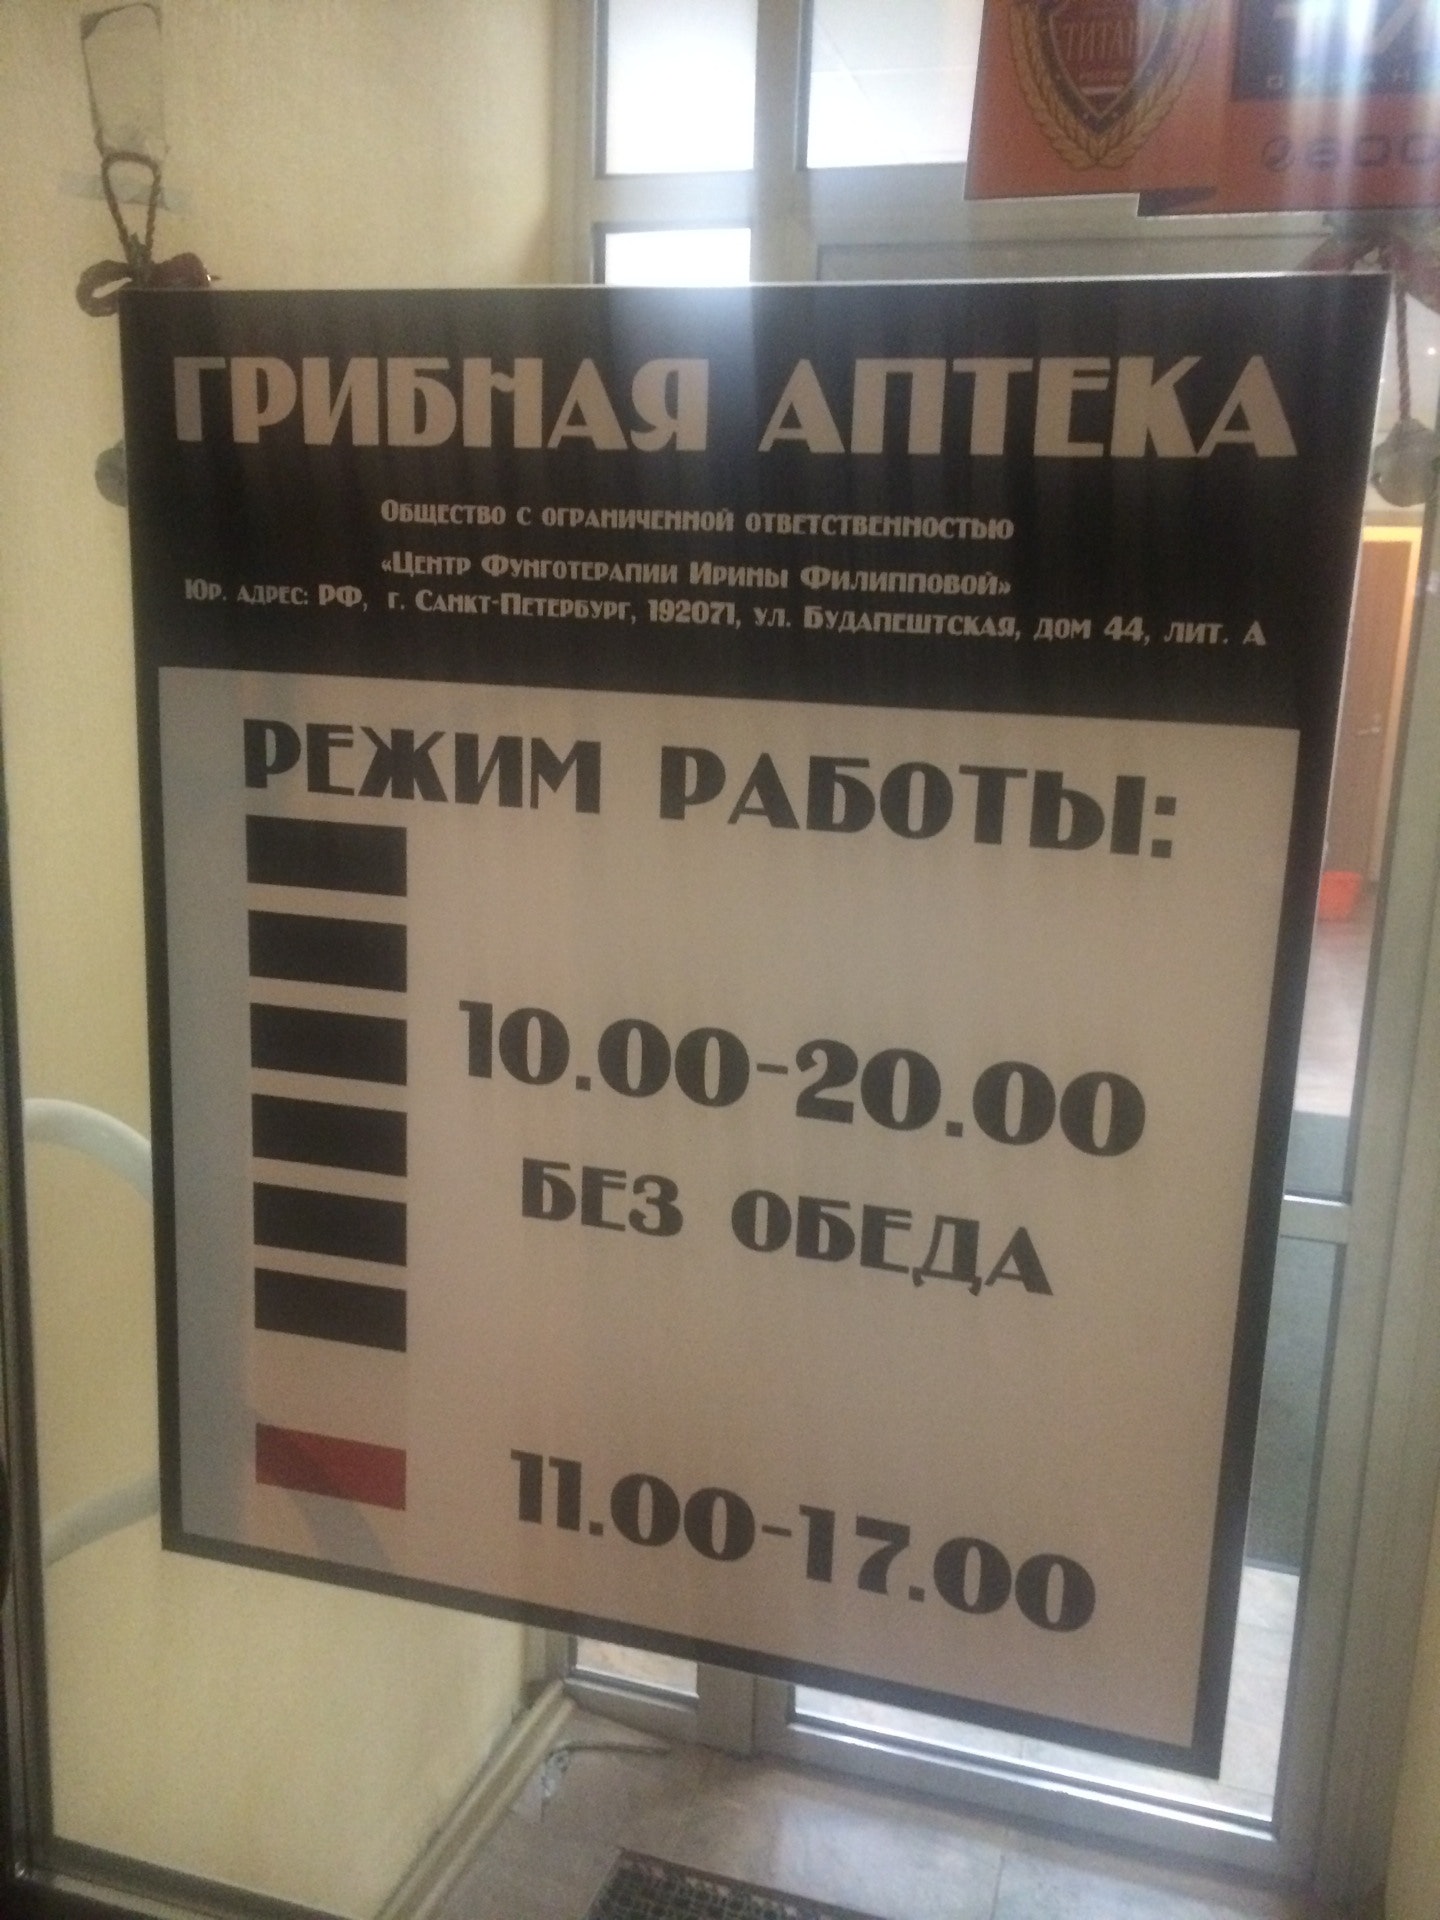 ТИТАН
ГРИБНАЯ АПТЕКА
Общество с ограниченной ответственностью
«Центр Фунготерапии Ирины Филипповой»
Юр. адрес: РФ, г. Санкт-Петербург, 192071, ул. Будапештская, дом 44, лит. А
РЕЖИМ РАБОТЫ:
10.00-20.00
БЕЗ ОБЕДА
11.00-17.00